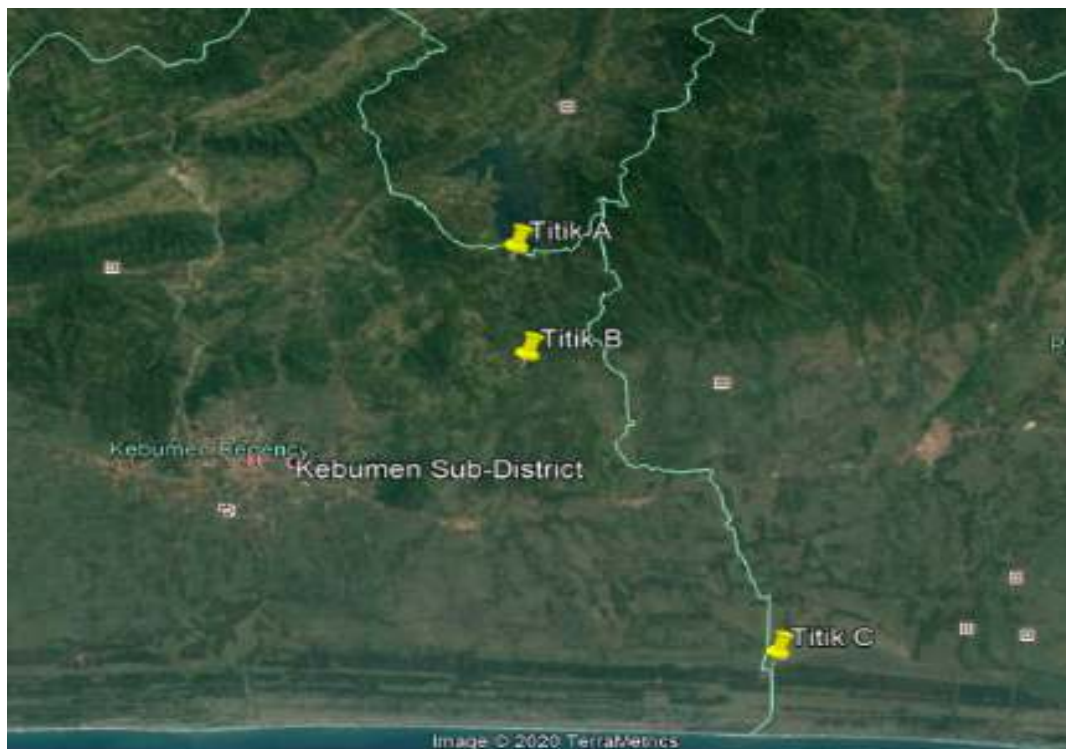 Titik A
Titik B
Kebumen Regency
Kebumen Sub-District
Titik C
Image © 2020 TerraMetrics